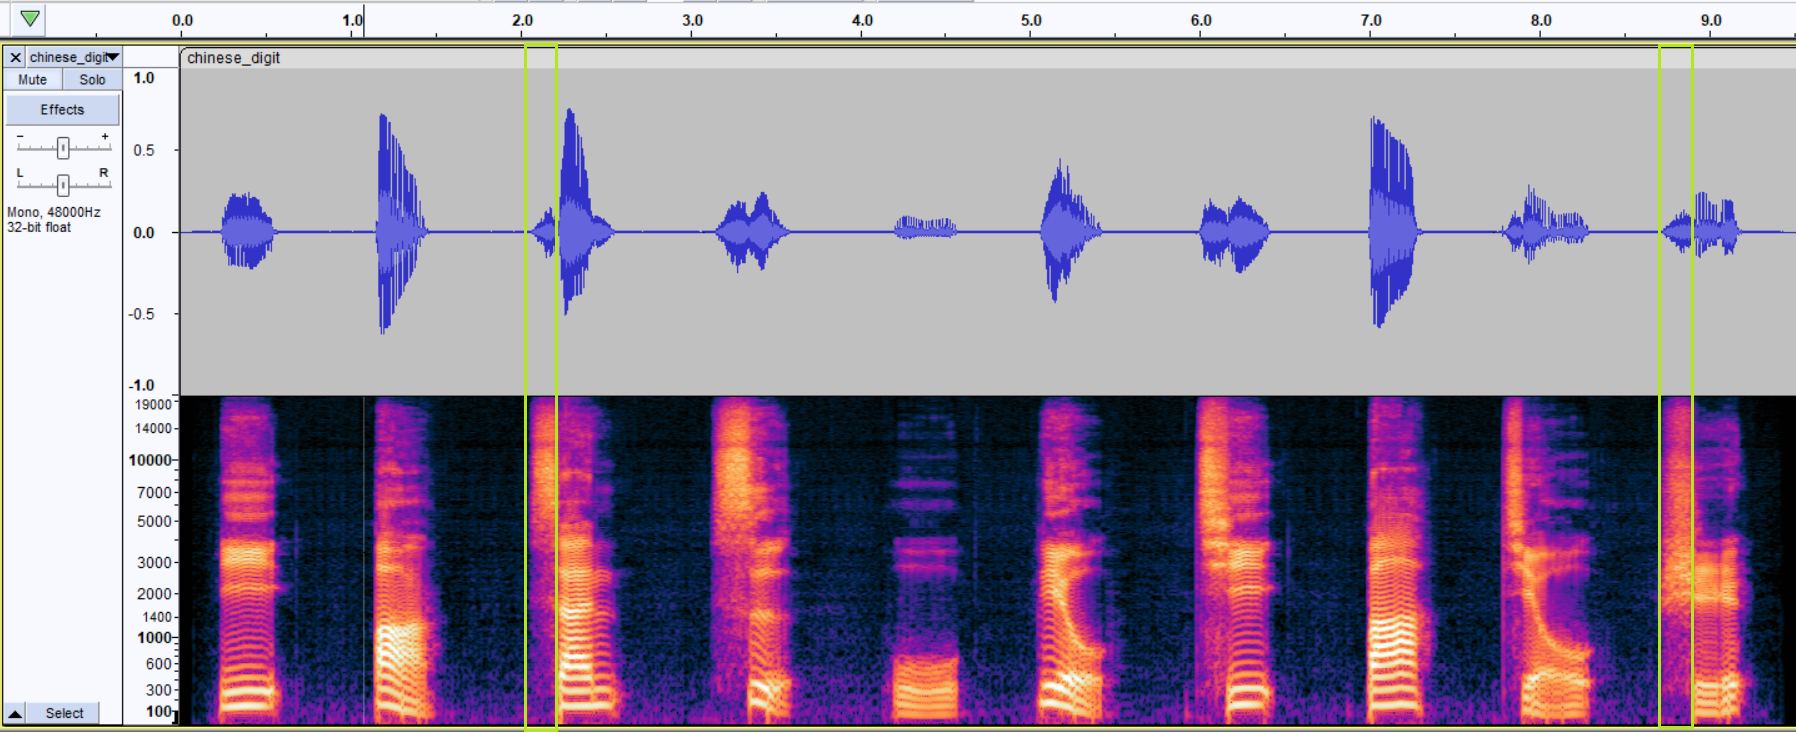 0.0 1.0 2.0 3.0 4.0 5.0 6.0 7.0 8.0 9.0
chinese_digit
chinese_digit
Mute Solo
Effects
- +
L R
Mono, 48000Hz
32-bit float
1.0
0.5
0.0
-0.5
-1.0
19000
14000
10000
7000
5000
3000
2000
1400
1000
600
300
100
Select